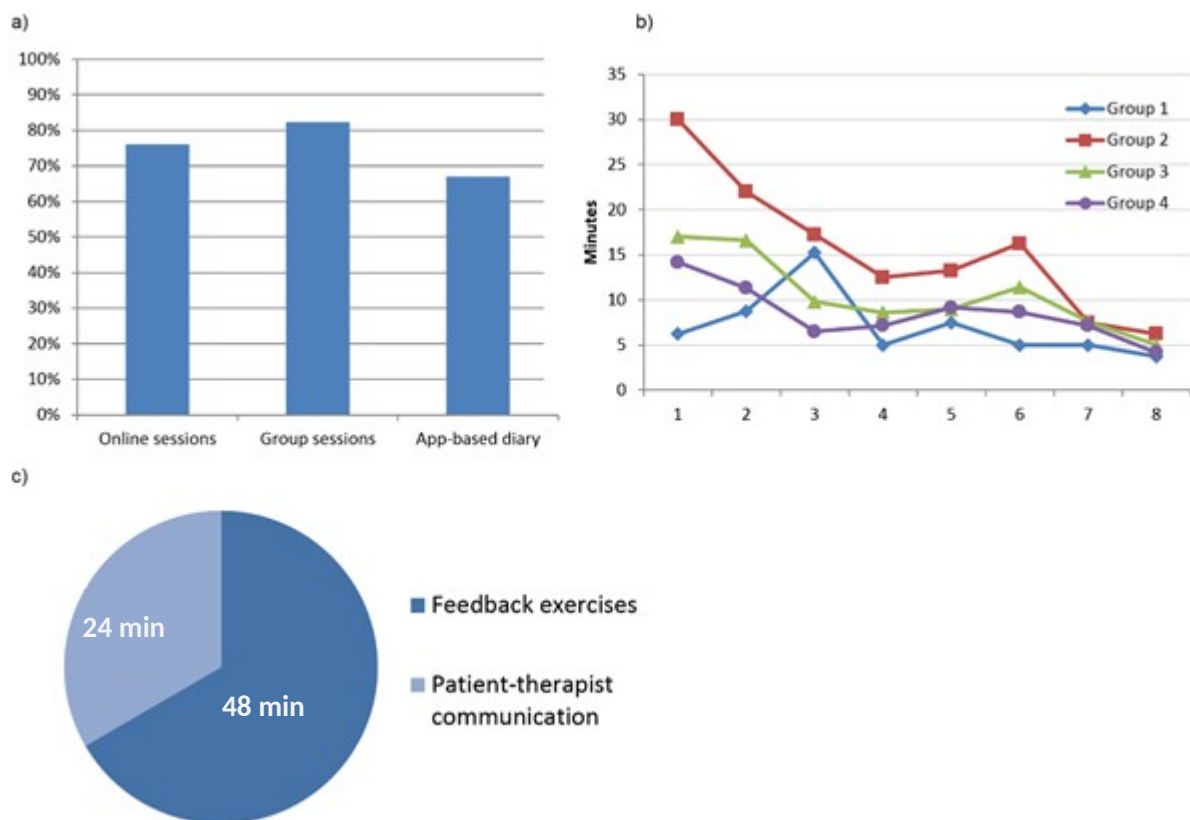 a)
100%
90%
80%
70%
60%
50%
40%
30%
20%
10%
0%
Online sessions
Group sessions
App-based diary
b)
Minutes
35
30
25
20
15
10
5
0
1 2 3 4 5 6 7 8
Group 1
Group 2
Group 3
Group 4
c)
24 min
48 min
Feedback exercises
Patient-therapist
communication